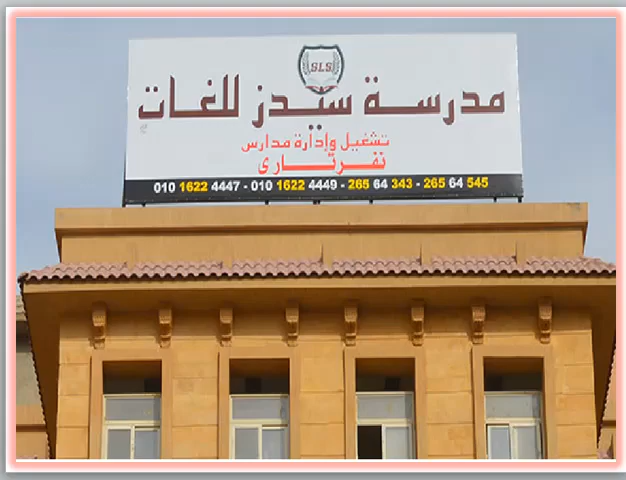 SLS
مدرسة سيدز للغات
تشغيل وإدارة مدارس
نفرتاري
010 1622 4447 - 010 1622 4449 - 265 64 343 - 265 64 545